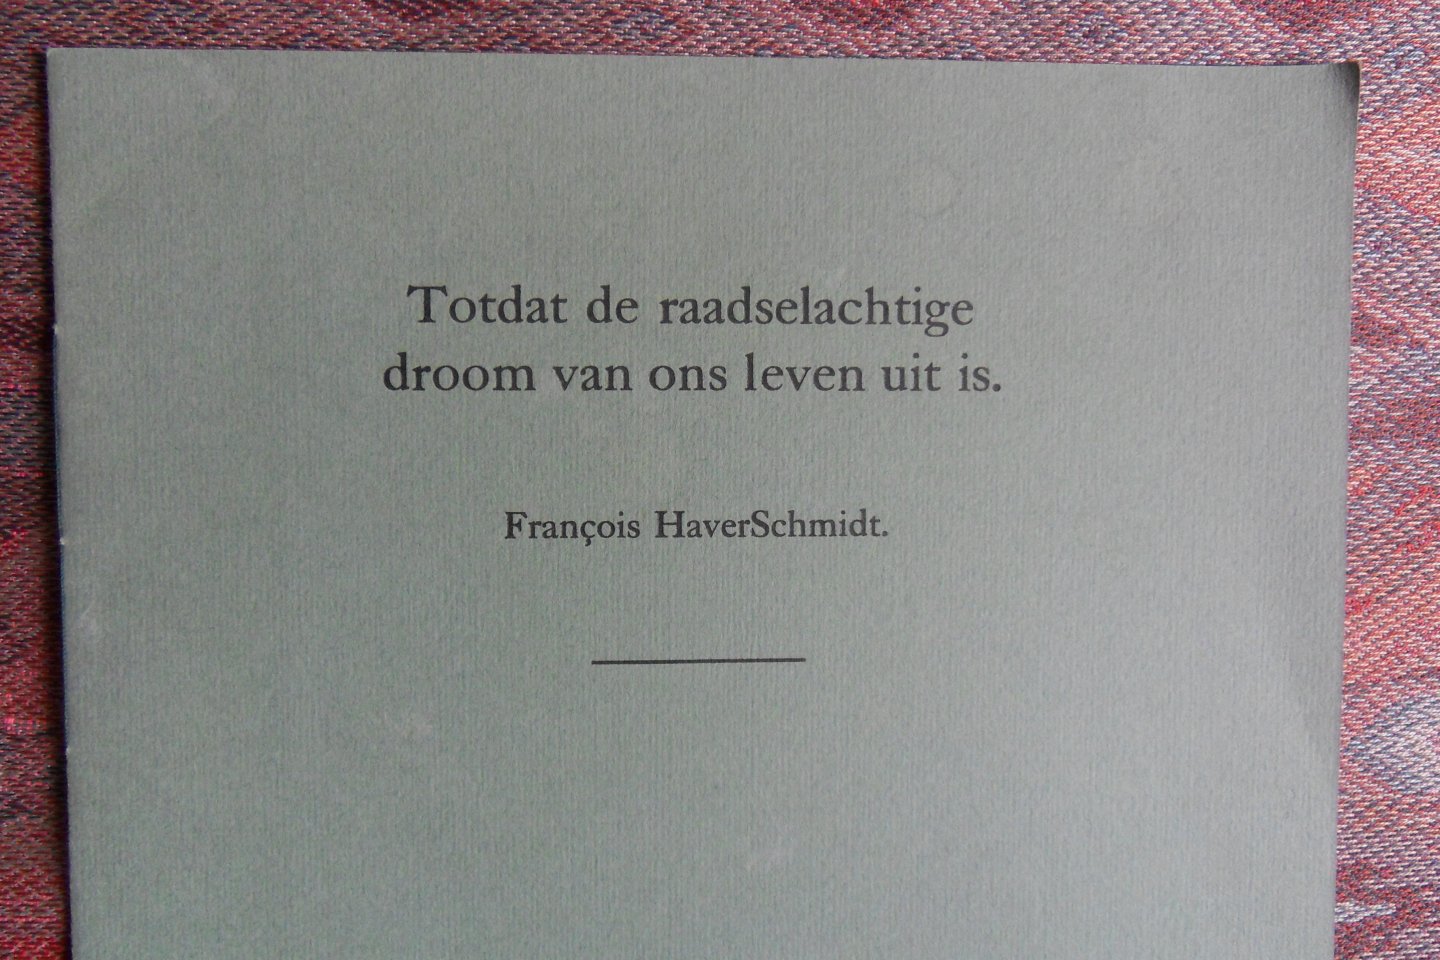 Totdat de raadselachtige
droom van ons leven uit is.
François HaverSchmidt.